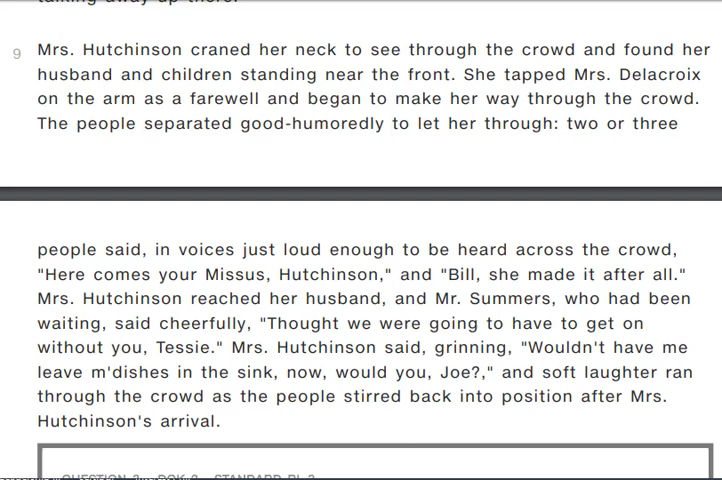 9
Mrs. Hutchinson craned her neck to see through the crowd and found her
husband and children standing near the front. She tapped Mrs. Delacroix
on the arm as a farewell and began to make her way through the crowd.
The people separated good-humoredly to let her through: two or three
people said, in voices just loud enough to be heard across the crowd,
"Here comes your Missus, Hutchinson," and "Bill, she made it after all."
Mrs. Hutchinson reached her husband, and Mr. Summers, who had been
waiting, said cheerfully, "Thought we were going to have to get on
without you, Tessie." Mrs. Hutchinson said, grinning, "Wouldn't have me
leave m'dishes in the sink, now, would you, Joe?," and soft laughter ran
through the crowd as the people stirred back into position after Mrs.
Hutchinson's arrival.